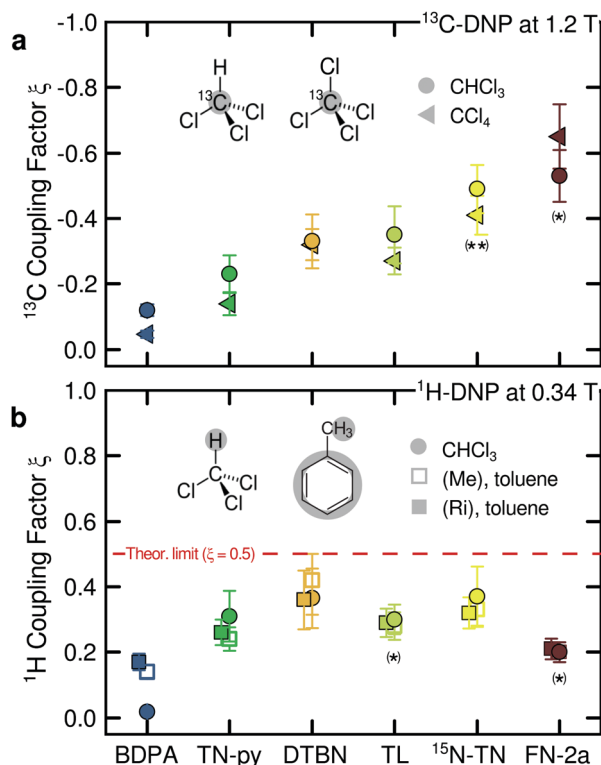 a
¹³C-DNP at 1.2 T
-1.0
-0.8
-0.6
-0.4
-0.2
0.0
¹³C Coupling Factor ξ
H
¹³C
Cl
Cl
Cl
Cl
¹³C
Cl
Cl
Cl
CHCl₃
CCl₄
(**)
(*)
b
¹H-DNP at 0.34 T
1.0
0.8
0.6
0.4
0.2
0.0
¹H Coupling Factor ξ
H
C
Cl
Cl
Cl
CH₃
CHCl₃
(Me), toluene
(Ri), toluene
Theor. limit (ξ = 0.5)
(*)
(*)
BDPA TN-py DTBN TL ¹⁵N-TN FN-2a